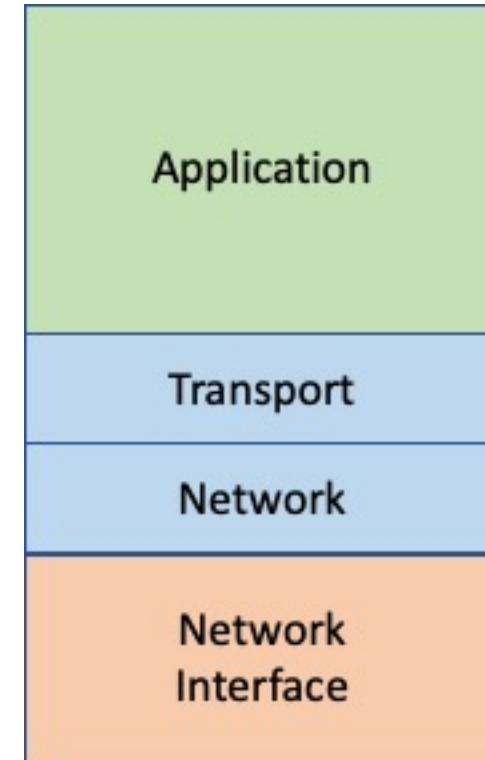 Application
Transport
Network
Network
Interface